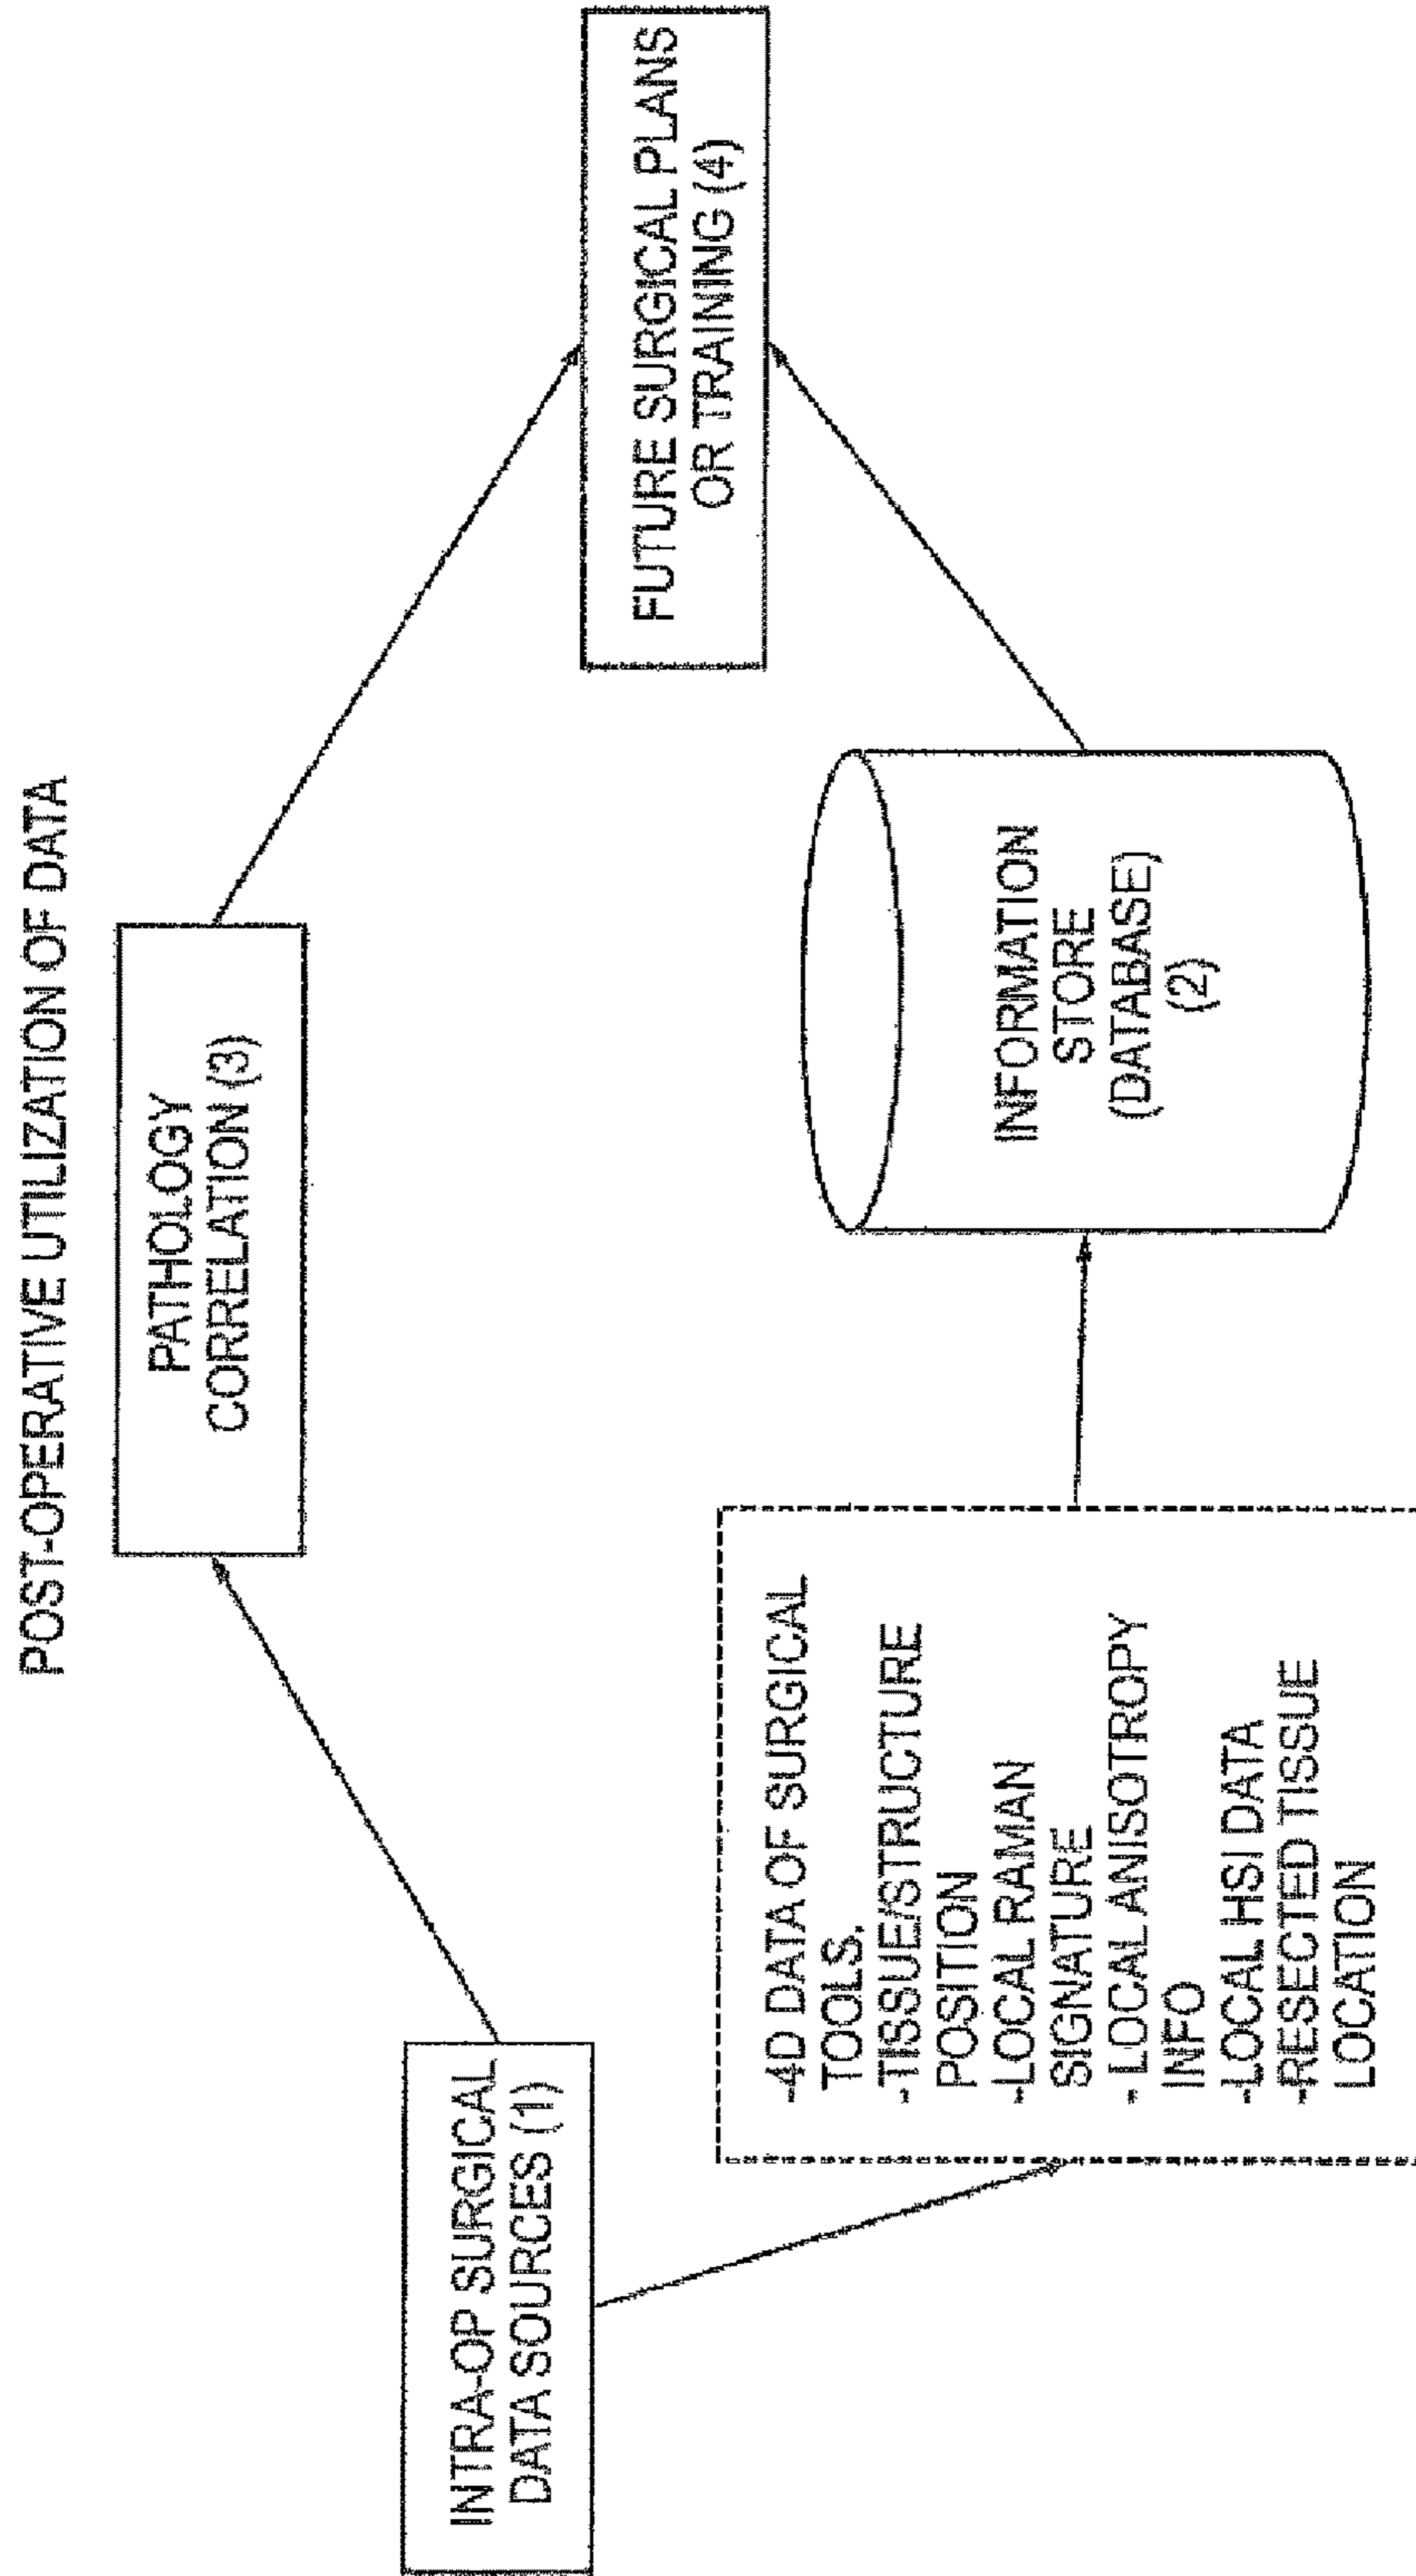 POST-OPERATIVE UTILIZATION OF DATA
PATHOLOGY
CORRELATION (3)
INTRA-OP SURGICAL
DATA SOURCES (1)
FUTURE SURGICAL PLANS
OR TRAINING (4)
-4D DATA OF SURGICAL
TOOLS.
-TISSUE/STRUCTURE
POSITION
-LOCAL RAMAN
SIGNATURE
- LOCAL ANISOTROPY
INFO
-LOCAL HSI DATA
-RESECTED TISSUE
LOCATION
INFORMATION
STORE
(DATABASE)
(2)